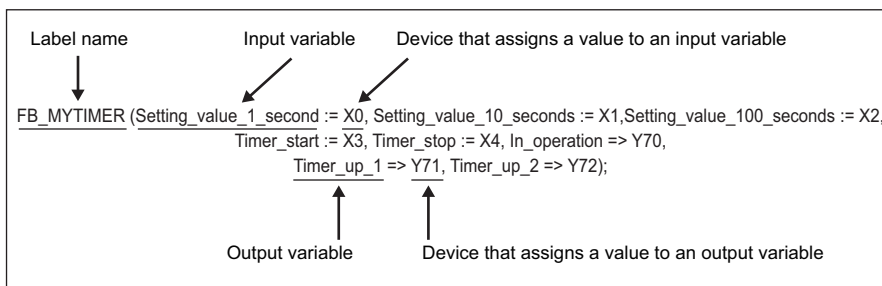 Label name Input variable Device that assigns a value to an input variable
FB_MYTIMER (Setting_value_1_second := X0, Setting_value_10_seconds := X1,Setting_value_100_seconds := X2,
Timer_start := X3, Timer_stop := X4, In_operation => Y70,
Timer_up_1 => Y71, Timer_up_2 => Y72);
Output variable Device that assigns a value to an output variable